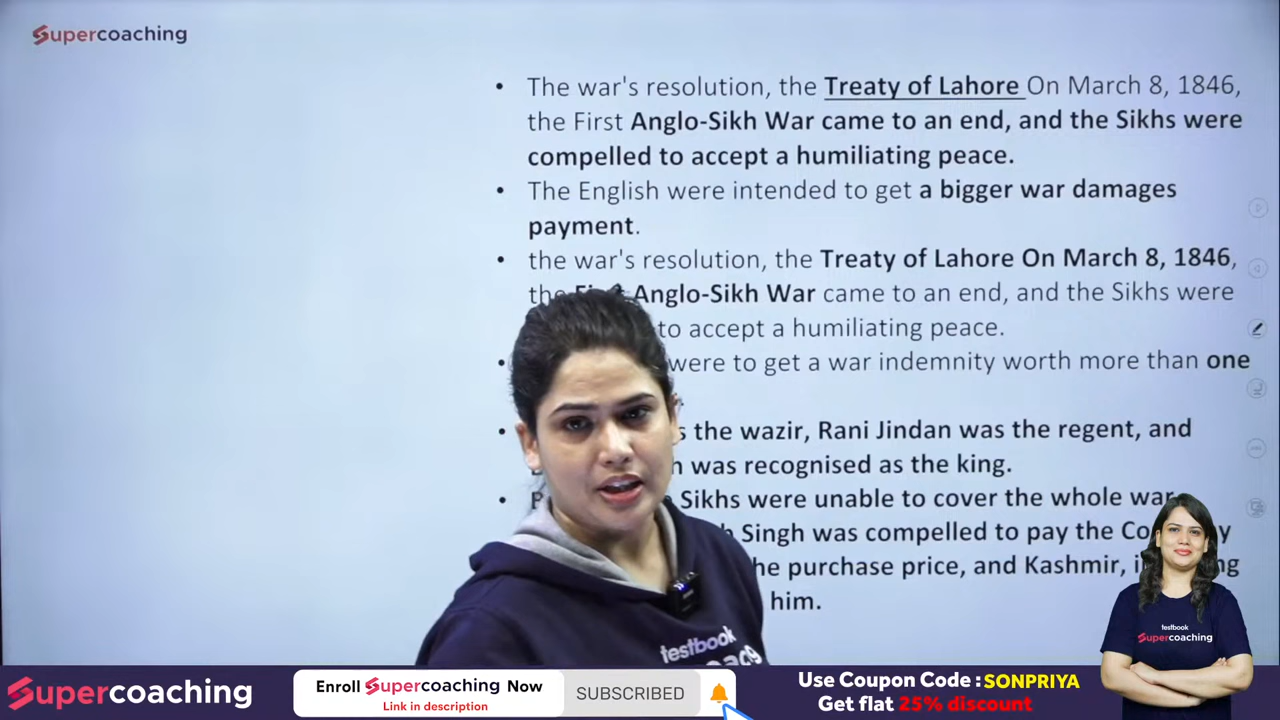 Supercoaching
• The war's resolution, the Treaty of Lahore On March 8, 1846,
the First Anglo-Sikh War came to an end, and the Sikhs were
compelled to accept a humiliating peace.
• The English were intended to get a bigger war damages
payment.
• the war's resolution, the Treaty of Lahore On March 8, 1846,
the First Anglo-Sikh War came to an end, and the Sikhs were
to accept a humiliating peace.
• were to get a war indemnity worth more than one
• the wazir, Rani Jindan was the regent, and
was recognised as the king.
• Sikhs were unable to cover the whole war
Singh was compelled to pay the
the purchase price, and Kashmir,
him.
testbook
testbook
Supercoaching
Supercoaching
Enroll Supercoaching Now
Link in description
SUBSCRIBED
Use Coupon Code : SONPRIYA
Get flat 25% discount